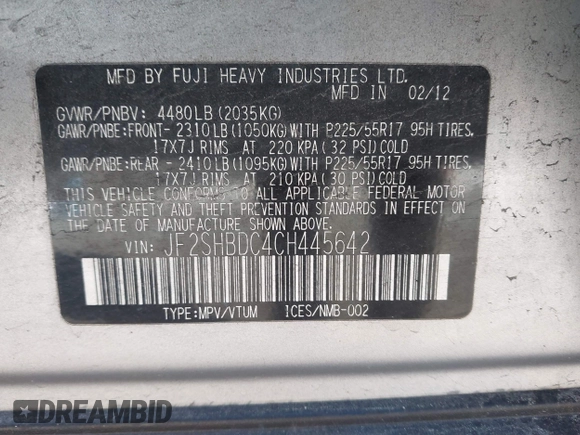 MFD BY FUJI HEAVY INDUSTRIES LTD.
MFD IN 02/12
GVWR/PNBV: 4480LB (2035KG)
GAWR/PNBE:FRONT- 2310LB(1050KG)WITH P225/55R17 95H TIRES.
17X7J RIMS AT 220 KPA (32 PSI)COLD
GAWR/PNBE:REAR - 2410LB(1095KG)WITH P225/55R17 95H TIRES.
17X7J RIMS AT 210 KPA (30 PSI)COLD
THIS VEHICLE CONFORMS TO ALL APPLICABLE FEDERAL MOTOR
VEHICLE SAFETY AND THEFT PREVENTION STANDARDS IN EFFECT
ON THE DATE OF MANUFACTURE SHOWN ABOVE.
VIN: JF2SHBDC4CH445642
TYPE:MPV/VTUM ICES/NMB-002
DREAMBID